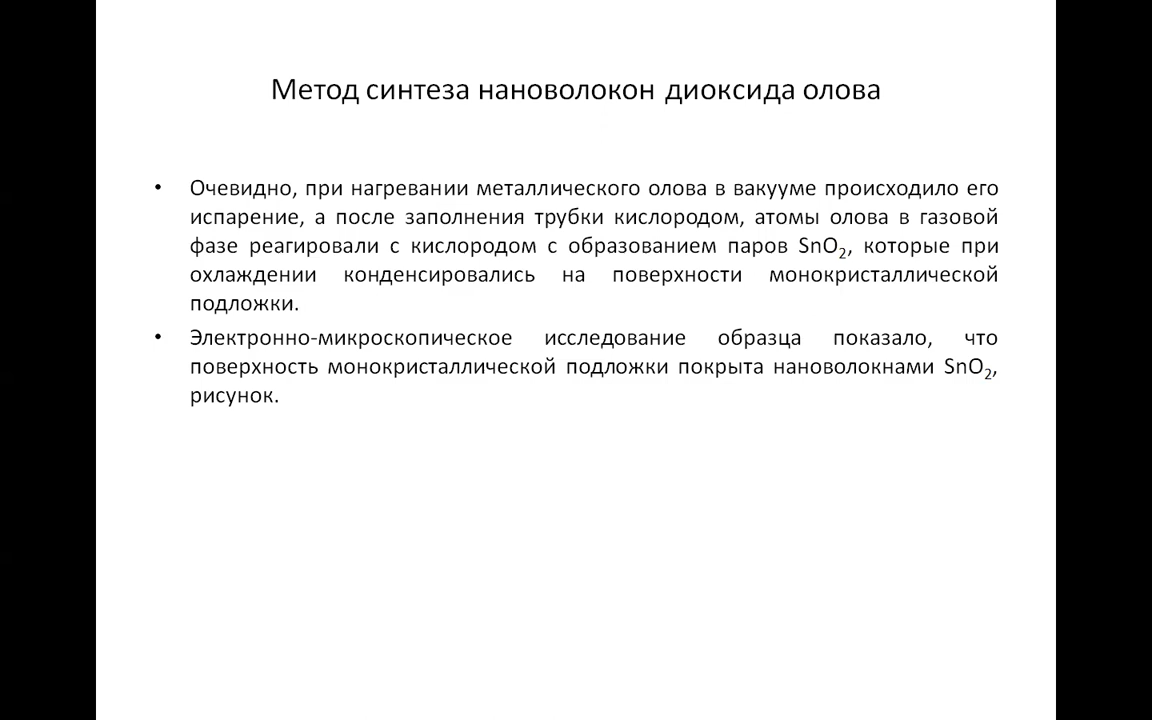 Метод синтеза нановолокон диоксида олова
• Очевидно, при нагревании металлического олова в вакууме происходило его
испарение, а после заполнения трубки кислородом, атомы олова в газовой
фазе реагировали с кислородом с образованием паров SnO₂, которые при
охлаждении конденсировались на поверхности монокристаллической
подложки.
• Электронно-микроскопическое исследование образца показало, что
поверхность монокристаллической подложки покрыта нановолокнами SnO₂,
рисунок.